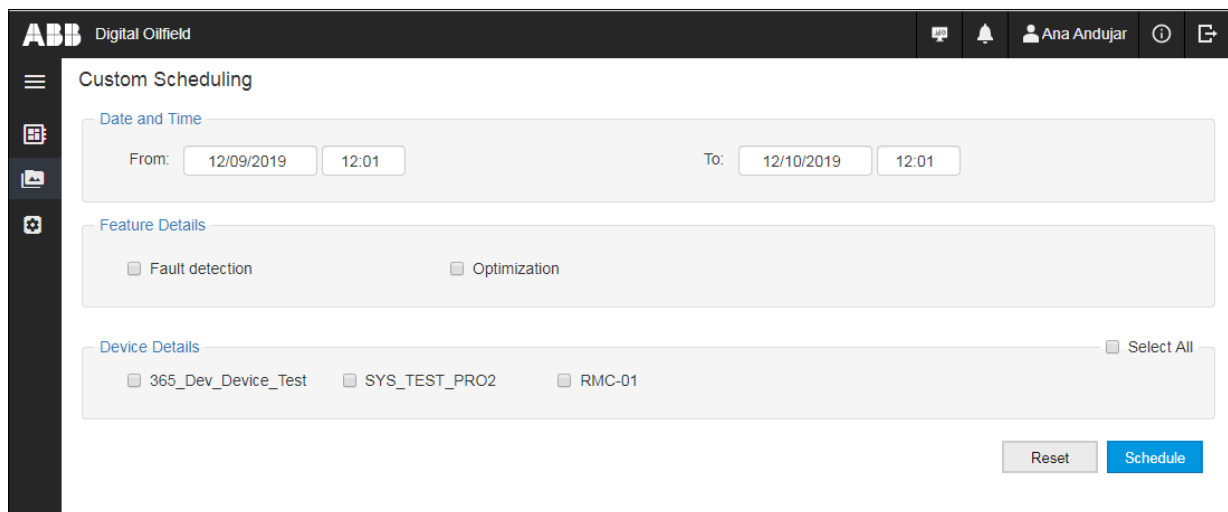 ABB Digital Oilfield Ana Andujar
Custom Scheduling
Date and Time
From: 12/09/2019 12:01 To: 12/10/2019 12:01
Feature Details
Fault detection Optimization
Device Details Select All
365_Dev_Device_Test SYS_TEST_PRO2 RMC-01
Reset Schedule